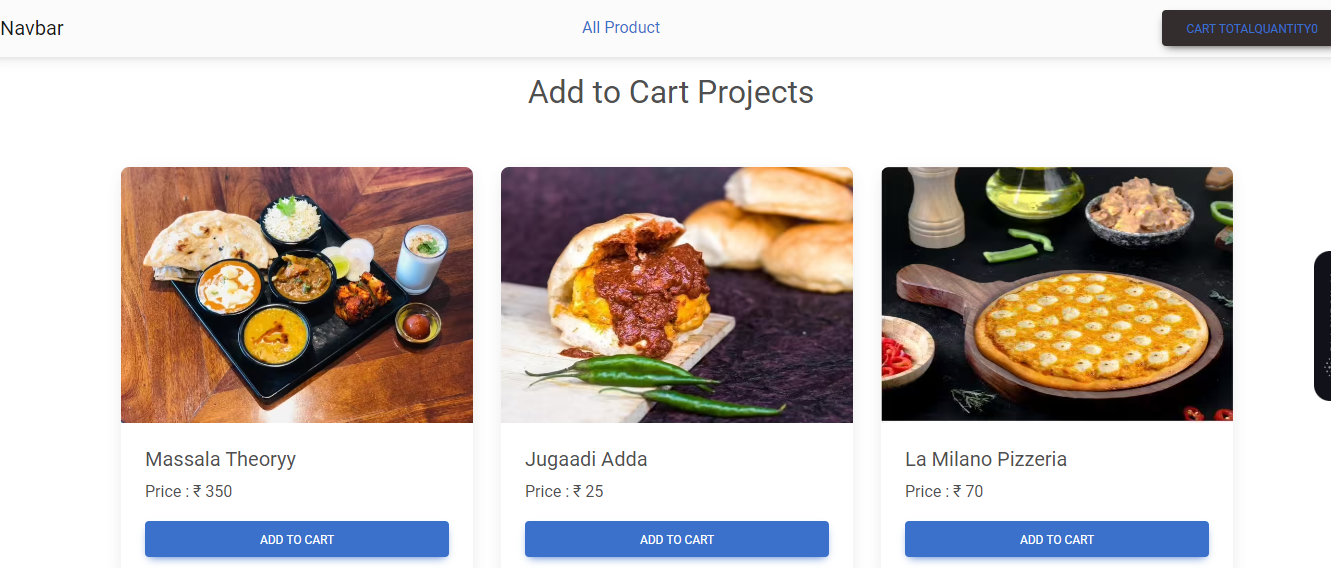 Navbar
All Product
CART TOTALQUANTITY0
Add to Cart Projects
Massala Theoryy
Price : ₹ 350
ADD TO CART
Jugaadi Adda
Price : ₹ 25
ADD TO CART
La Milano Pizzeria
Price : ₹ 70
ADD TO CART